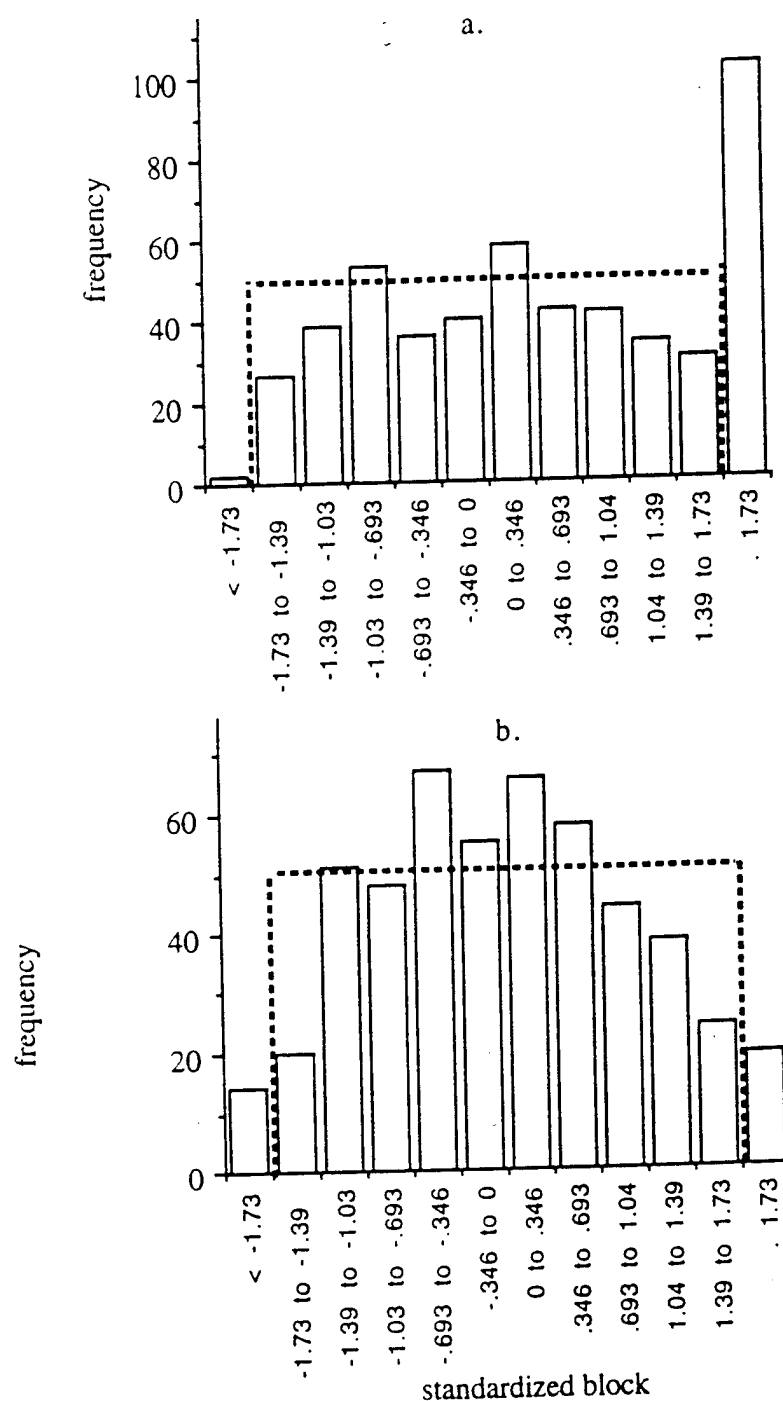 a.
frequency
100
80
60
40
20
0
< -1.73
-1.73 to -1.39
-1.39 to -1.03
-1.03 to -.693
-.693 to -.346
-.346 to 0
0 to .346
.346 to .693
.693 to 1.04
1.04 to 1.39
1.39 to 1.73
. 1.73
b.
frequency
60
40
20
0
< -1.73
-1.73 to -1.39
-1.39 to -1.03
-1.03 to -.693
-.693 to -.346
-.346 to 0
0 to .346
.346 to .693
.693 to 1.04
1.04 to 1.39
1.39 to 1.73
. 1.73
standardized block